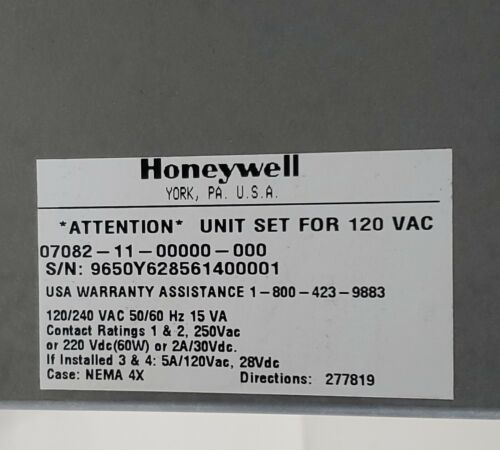 Honeywell
YORK, PA. U.S.A.
*ATTENTION* UNIT SET FOR 120 VAC
07082-11-00000-000
S/N: 9650Y628561400001
USA WARRANTY ASSISTANCE 1-800-423-9883
120/240 VAC 50/60 Hz 15 VA
Contact Ratings 1 & 2, 250Vac
or 220 Vdc(60W) or 2A/30Vdc.
If Installed 3 & 4: 5A/120Vac, 28Vdc
Case: NEMA 4X Directions: 277819